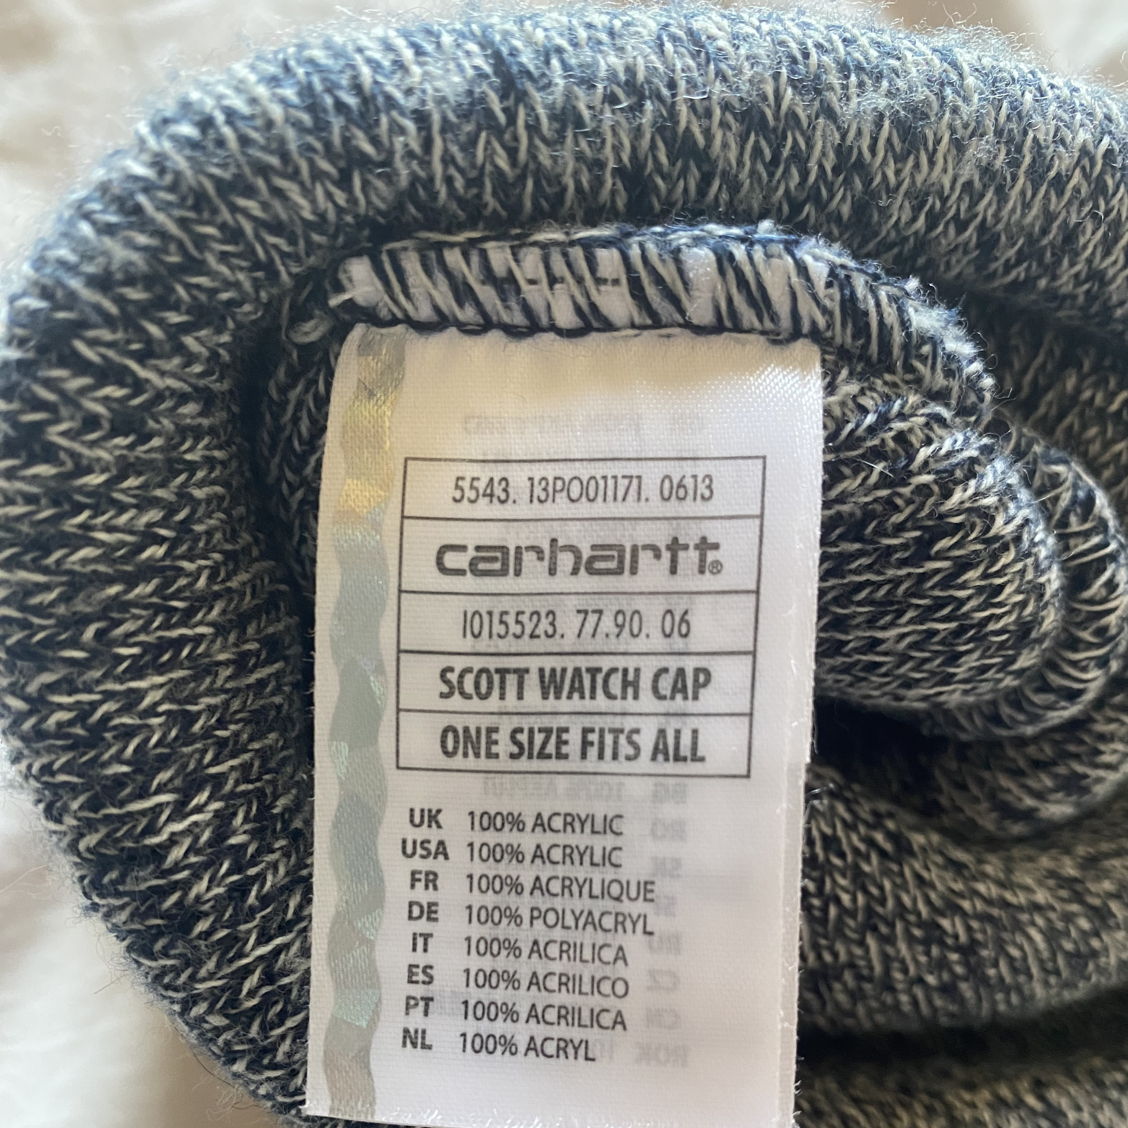 5543. 13PO01171. 0613
carhartt®
I015523. 77.90. 06
SCOTT WATCH CAP
ONE SIZE FITS ALL
UK 100% ACRYLIC
USA 100% ACRYLIC
FR 100% ACRYLIQUE
DE 100% POLYACRYL
IT 100% ACRILICA
ES 100% ACRILICO
PT 100% ACRILICA
NL 100% ACRYL